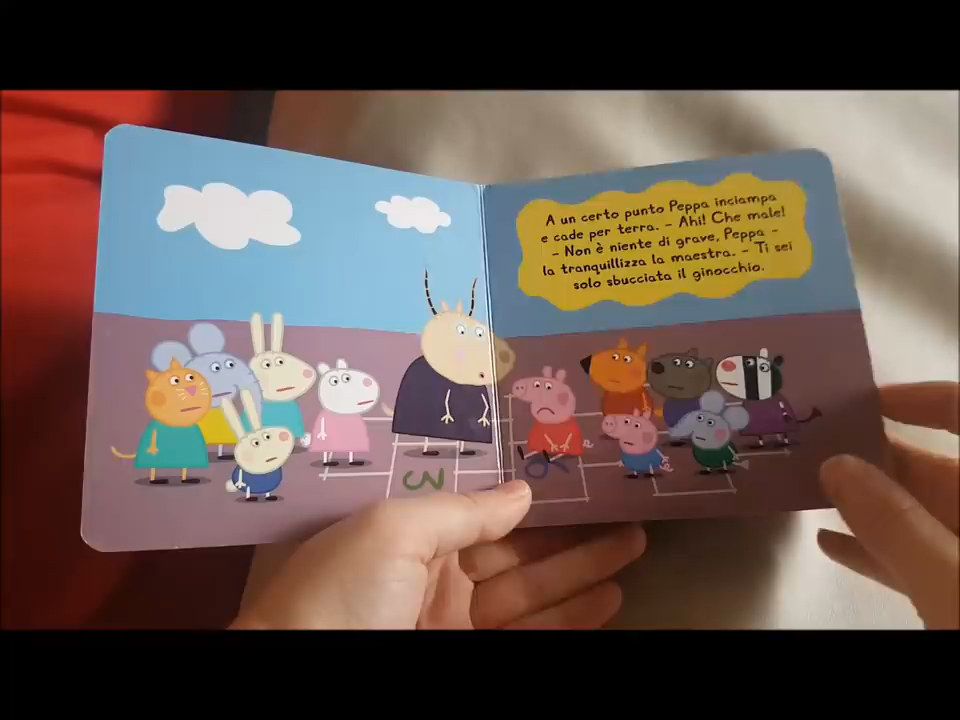 A un certo punto Peppa inciampa
e cade per terra. – Ahi! Che male!
– Non è niente di grave, Peppa –
la tranquillizza la maestra. – Ti sei
solo sbucciata il ginocchio.
3